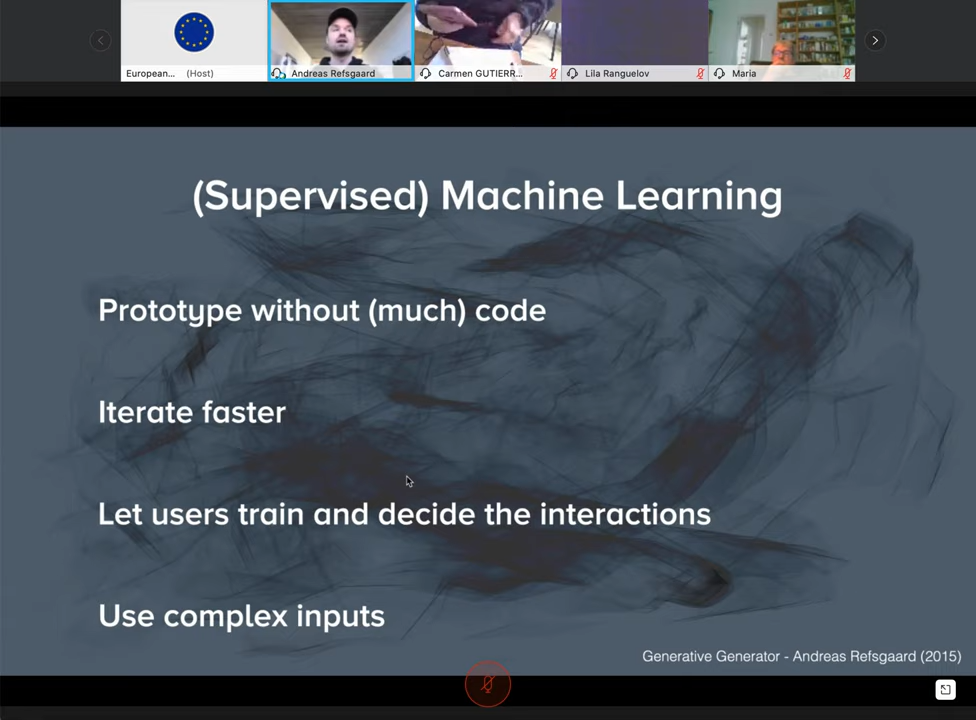 European... (Host)
Andreas Refsgaard
Carmen GUTIERR...
Lila Ranguelov
Maria
(Supervised) Machine Learning
Prototype without (much) code
Iterate faster
Let users train and decide the interactions
Use complex inputs
Generative Generator - Andreas Refsgaard (2015)